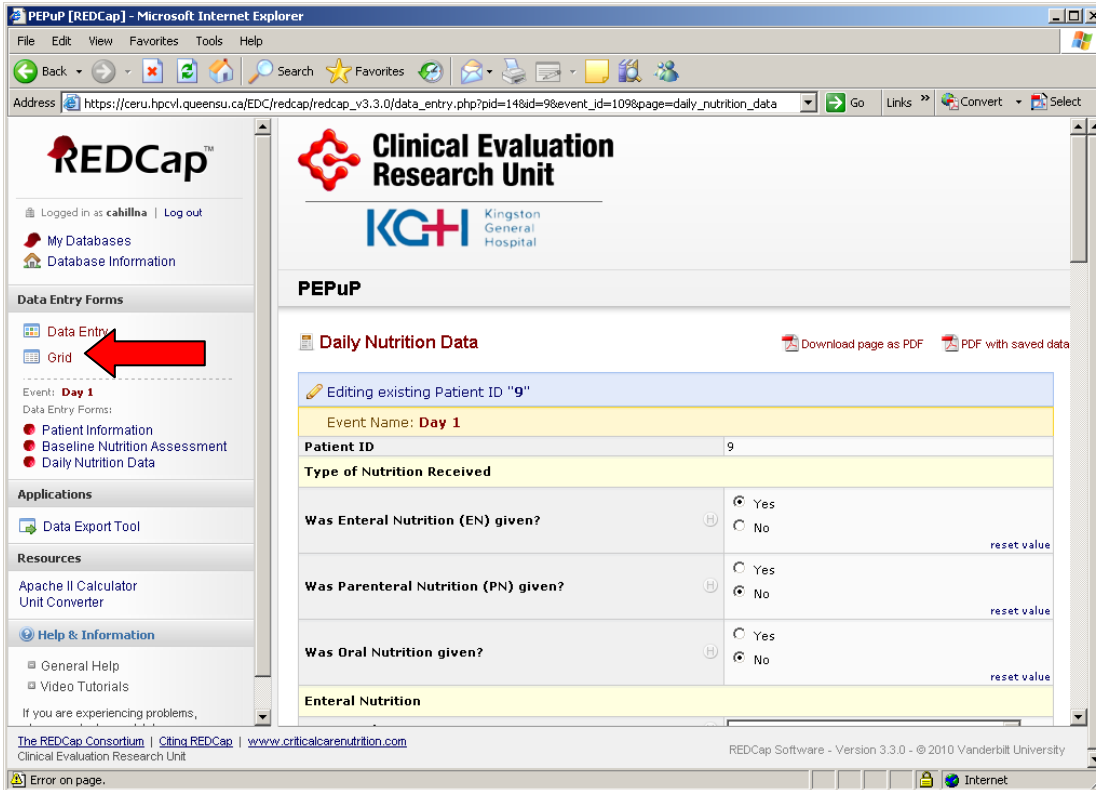 PEPuP [REDCap] - Microsoft Internet Explorer
File Edit View Favorites Tools Help
Back Search Favorites
Address https://ceru.hpcvl.queensu.ca/EDC/redcap/redcap_v3.3.0/data_entry.php?pid=14&id=9&event_id=109&page=daily_nutrition_data Go Links » Convert Select
REDCap™
Logged in as cahillna | Log out
My Databases
Database Information
Data Entry Forms
Data Entry
Grid
Event: Day 1
Data Entry Forms:
Patient Information
Baseline Nutrition Assessment
Daily Nutrition Data
Applications
Data Export Tool
Resources
Apache II Calculator
Unit Converter
Help & Information
General Help
Video Tutorials
If you are experiencing problems,
Clinical Evaluation
Research Unit
KGH Kingston
General
Hospital
PEPuP
Daily Nutrition Data Download page as PDF PDF with saved data
Editing existing Patient ID "9"
Event Name: Day 1
Patient ID 9
Type of Nutrition Received
Was Enteral Nutrition (EN) given? H Yes
No
reset value
Was Parenteral Nutrition (PN) given? H Yes
No
reset value
Was Oral Nutrition given? H Yes
No
reset value
Enteral Nutrition
The REDCap Consortium | Citing REDCap | www.criticalcarenutrition.com
Clinical Evaluation Research Unit
REDCap Software - Version 3.3.0 - © 2010 Vanderbilt University
Error on page. Internet